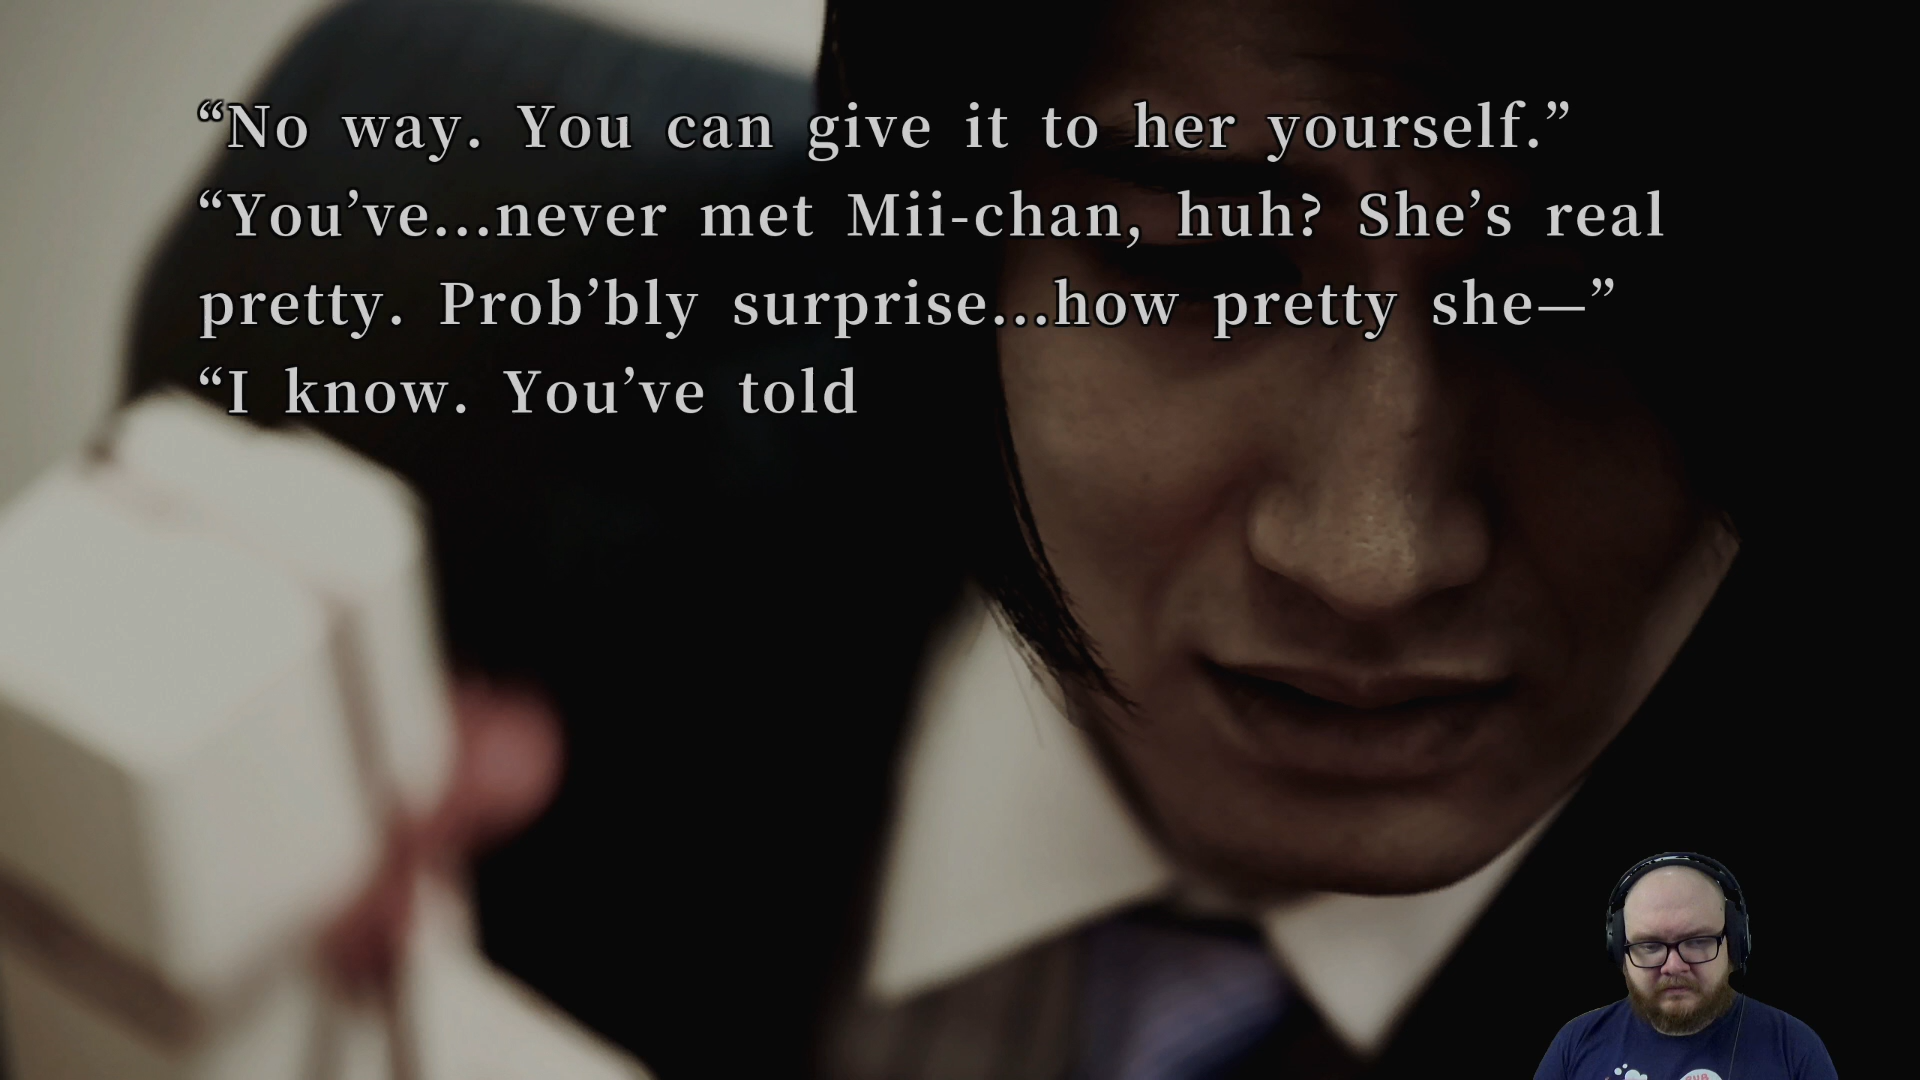 “No way. You can give it to her yourself.”
“You’ve...never met Mii-chan, huh? She’s real
pretty. Prob’bly surprise...how pretty she—”
“I know. You’ve told